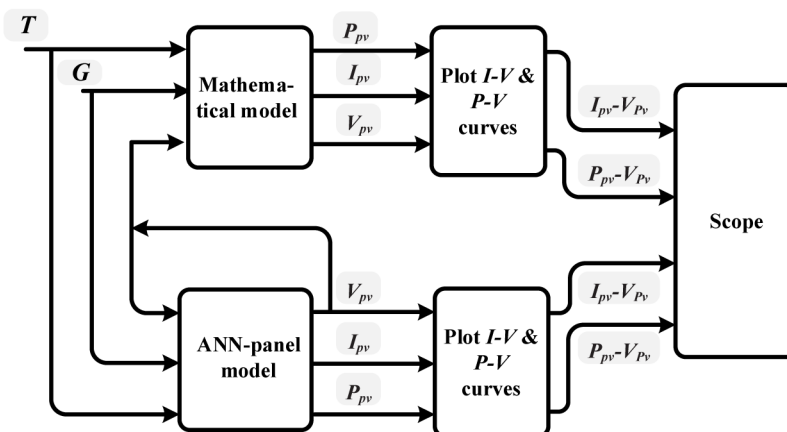 T
G
Mathema-
tical model
P_pv
I_pv
V_pv
Plot I-V &
P-V
curves
I_pv-V_Pv
P_pv-V_Pv
Scope
ANN-panel
model
V_pv
I_pv
P_pv
Plot I-V &
P-V
curves
I_pv-V_Pv
P_pv-V_Pv